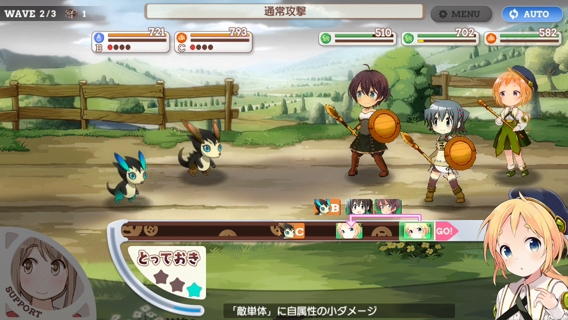 WAVE 2/3
1
通常攻撃
MENU
AUTO
721
B
793
C
510
702
582
B
C
GO!
とっておき
SUPPORT
「敵単体」に自属性の小ダメージ